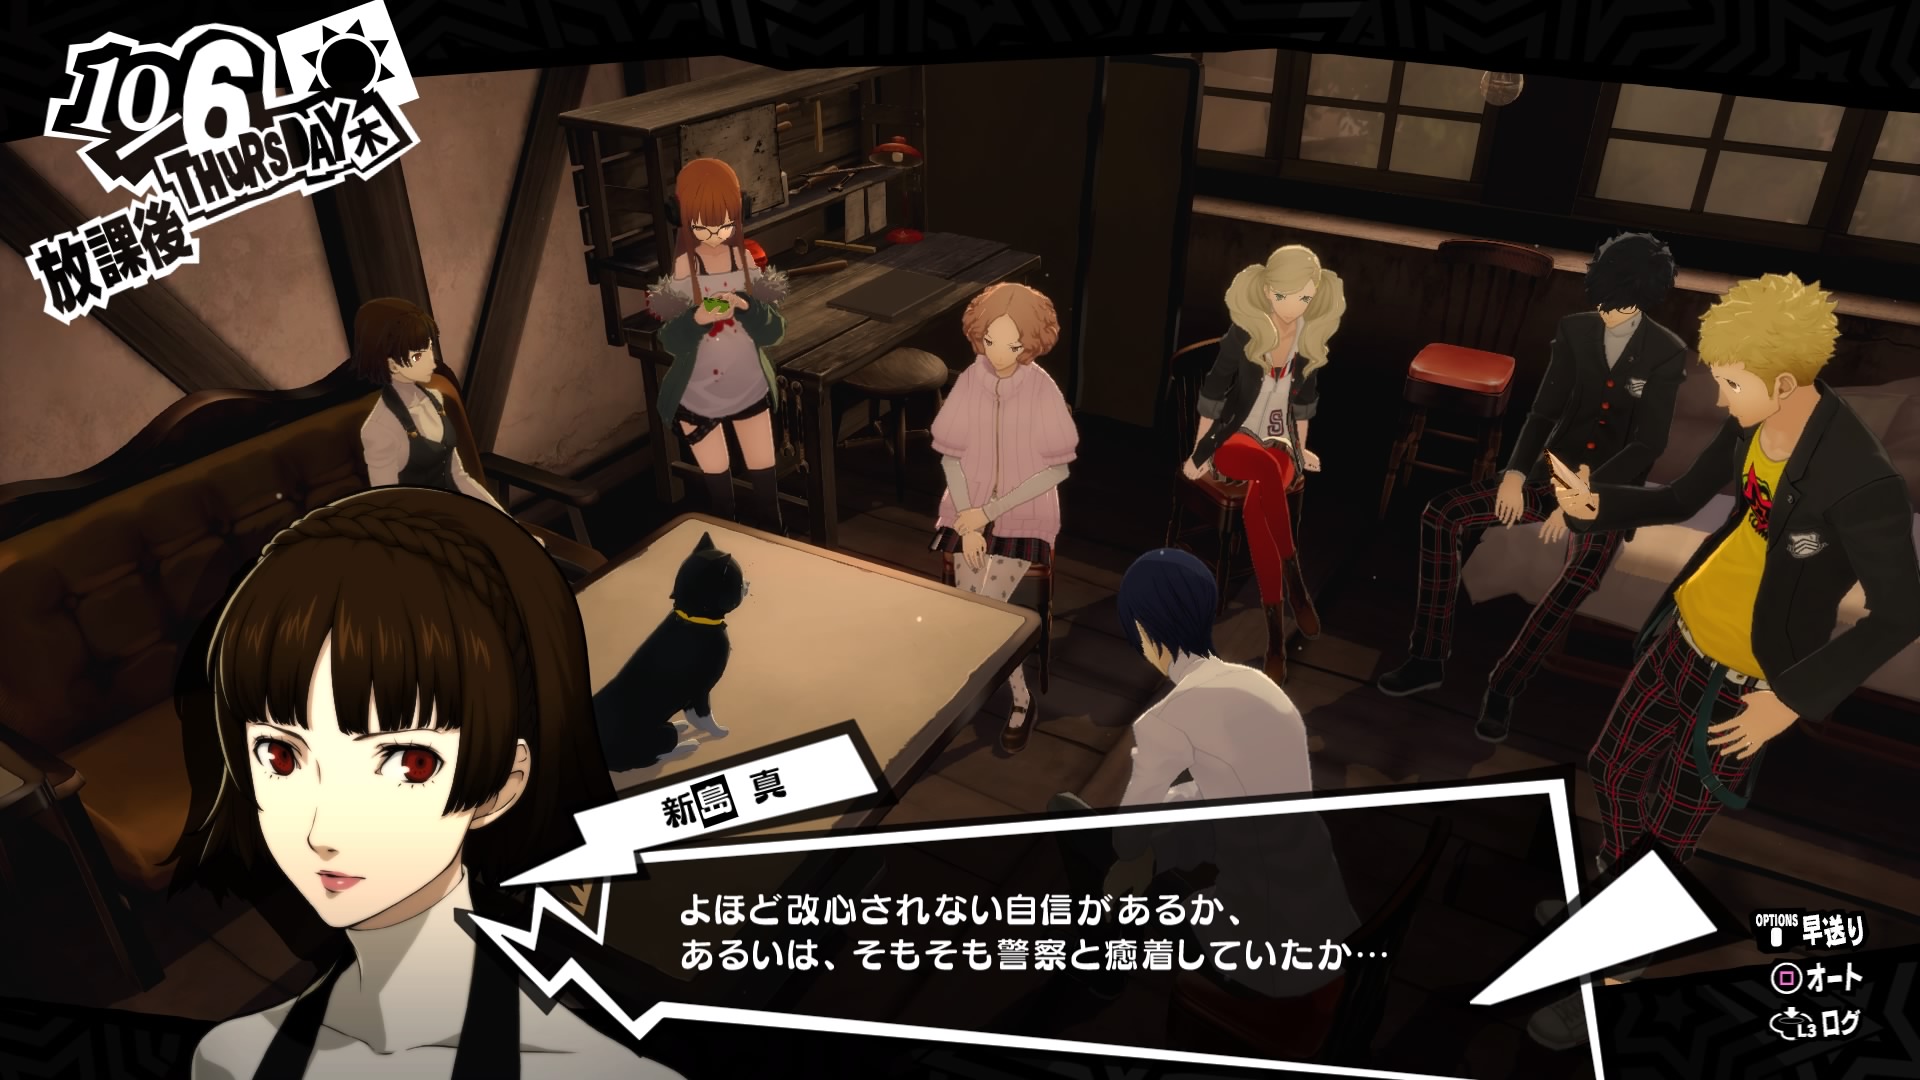 10/6
THURSDAY 木
放課後
S
新島 真
よほど改心されない自信があるか、
あるいは、そもそも警察と癒着していたか…
OPTIONS 早送り
オート
L3 ログ